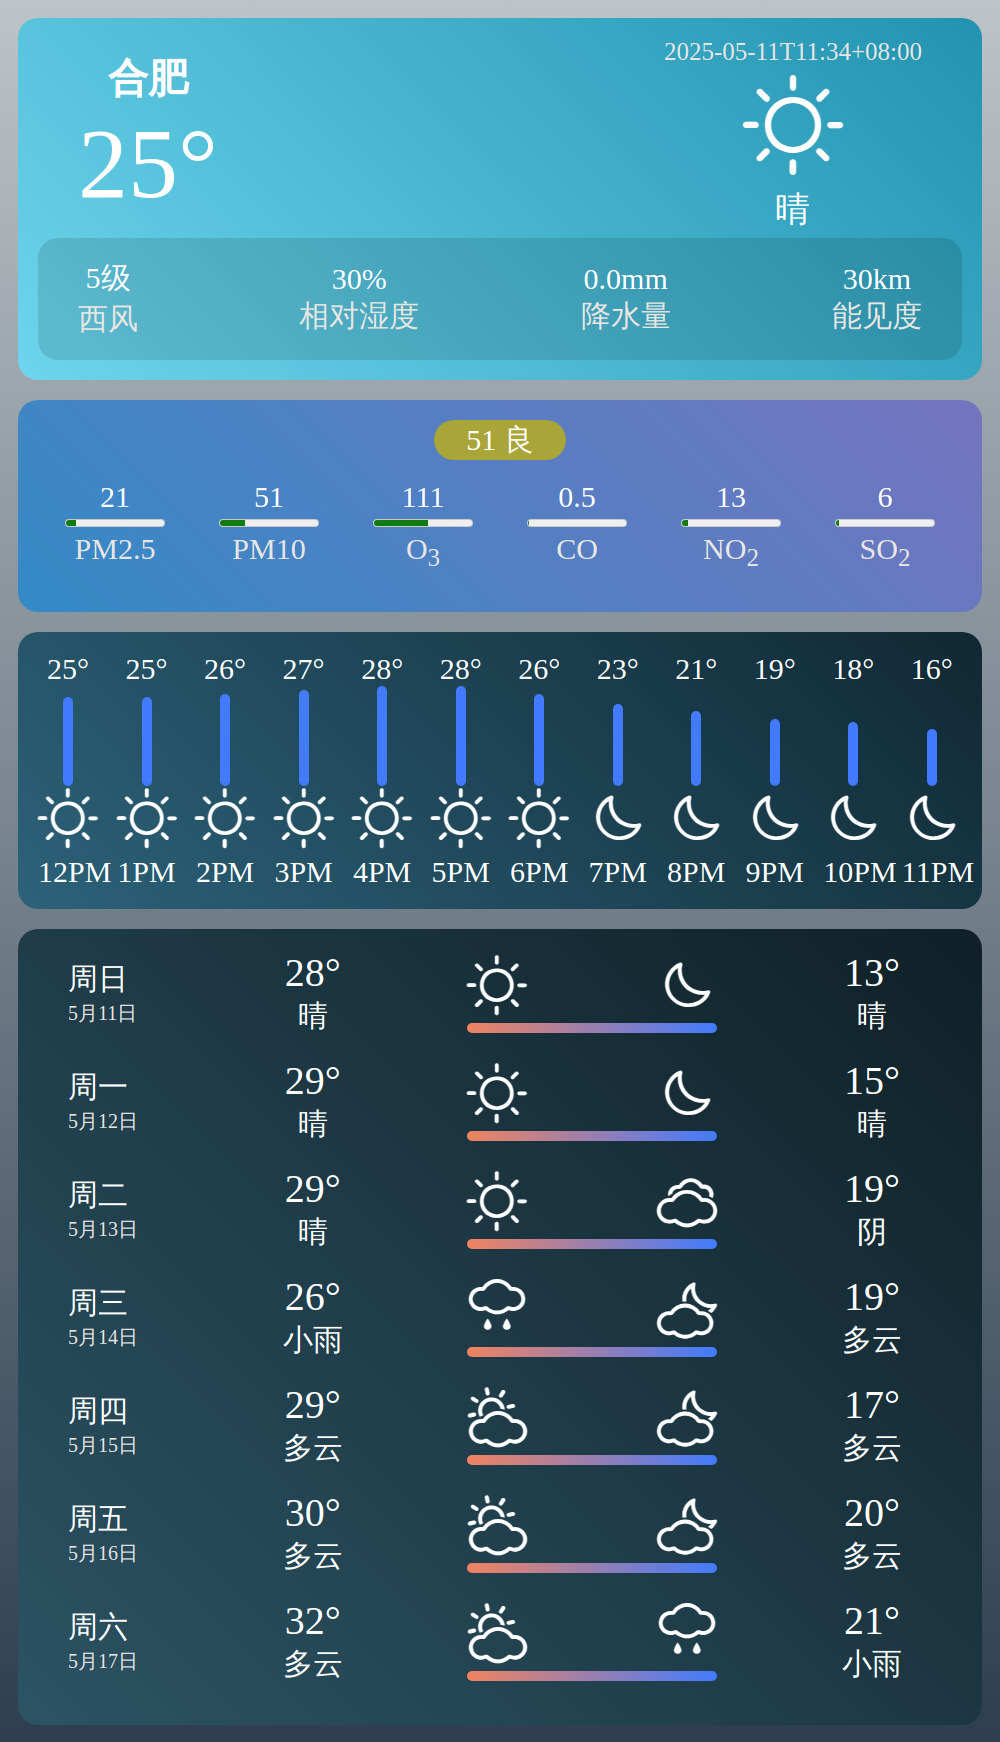 合肥
2025-05-11T11:34+08:00
25°
晴
5级 30% 0.0mm 30km
西风 相对湿度 降水量 能见度
51 良
21 51 111 0.5 13 6
PM2.5 PM10 O3 CO NO2 SO2
25° 25° 26° 27° 28° 28° 26° 23° 21° 19° 18° 16°
12PM 1PM 2PM 3PM 4PM 5PM 6PM 7PM 8PM 9PM 10PM 11PM
周日 28° 13°
5月11日 晴 晴
周一 29° 15°
5月12日 晴 晴
周二 29° 19°
5月13日 晴 阴
周三 26° 19°
5月14日 小雨 多云
周四 29° 17°
5月15日 多云 多云
周五 30° 20°
5月16日 多云 多云
周六 32° 21°
5月17日 多云 小雨